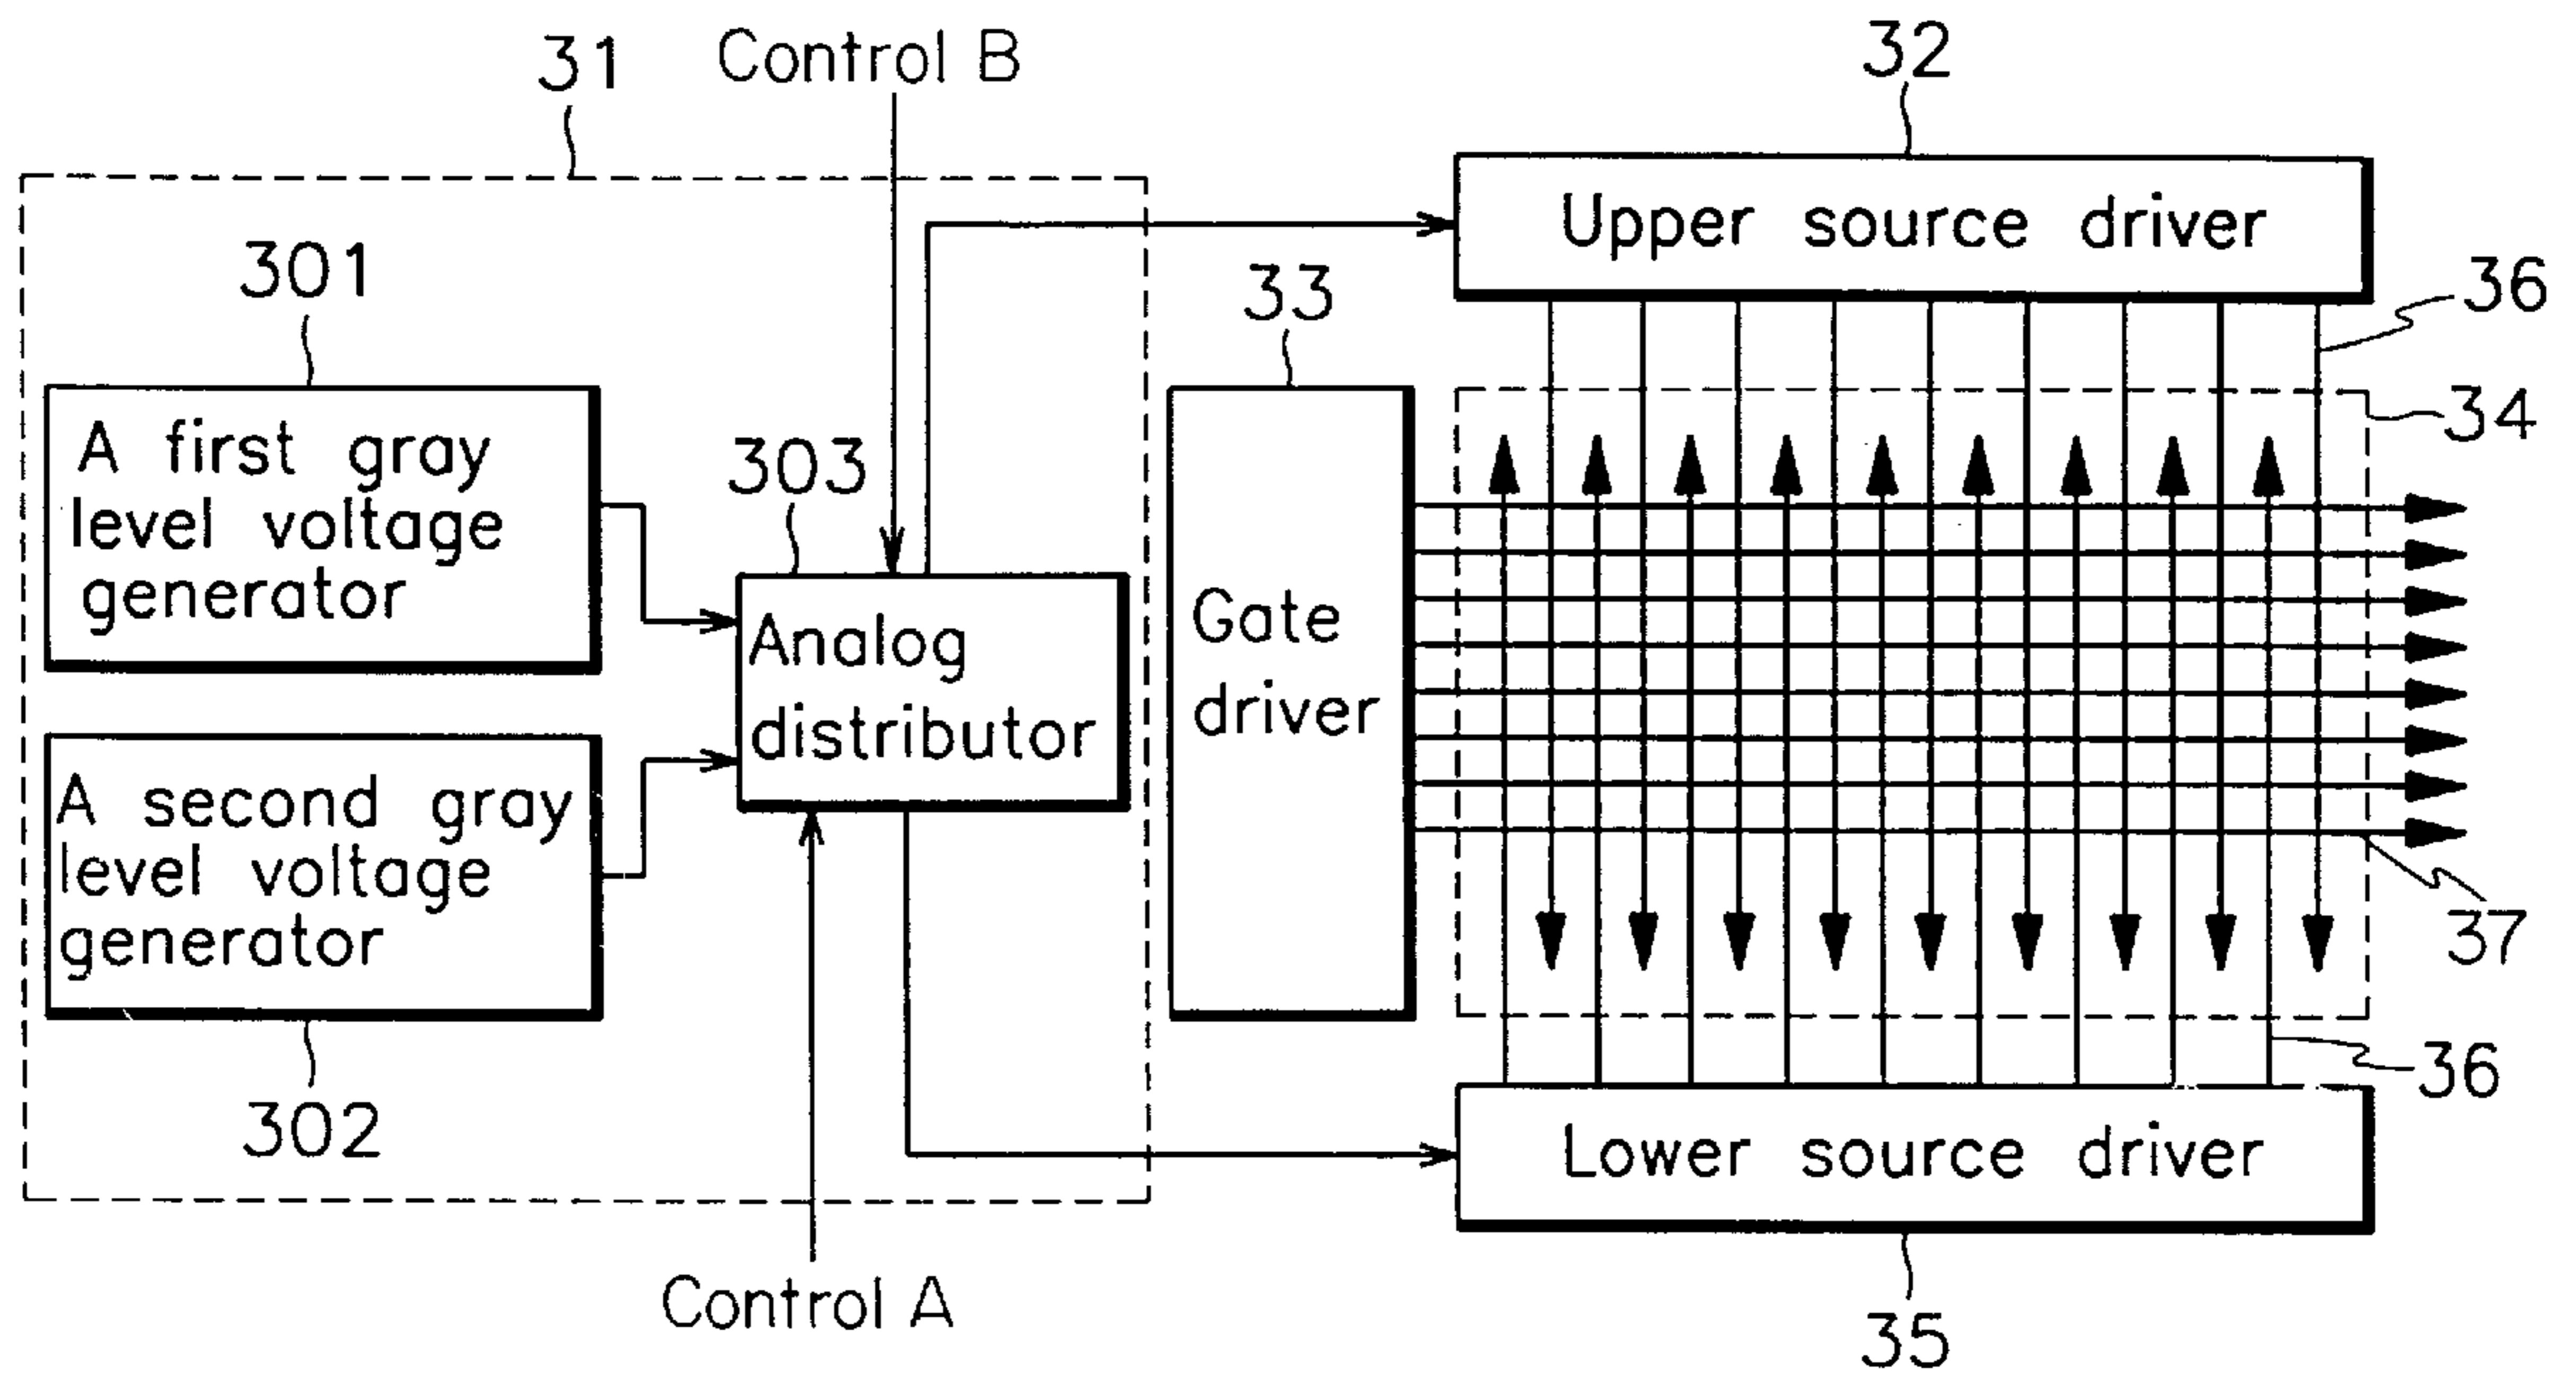 31
Control B
32
Upper source driver
301
33
36
A first gray
level voltage
generator
34
303
Analog
distributor
Gate
driver
A second gray
level voltage
generator
37
302
36
Lower source driver
Control A
35